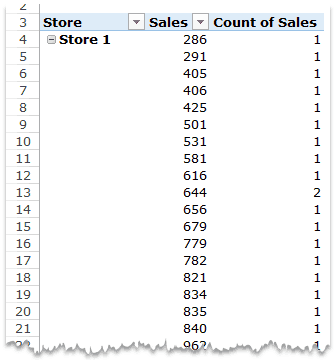 2
3 Store Sales Count of Sales
4 Store 1 286 1
5 291 1
6 405 1
7 406 1
8 425 1
9 501 1
10 531 1
11 581 1
12 616 1
13 644 2
14 656 1
15 679 1
16 779 1
17 782 1
18 821 1
19 834 1
20 835 1
21 840 1
22 962 1